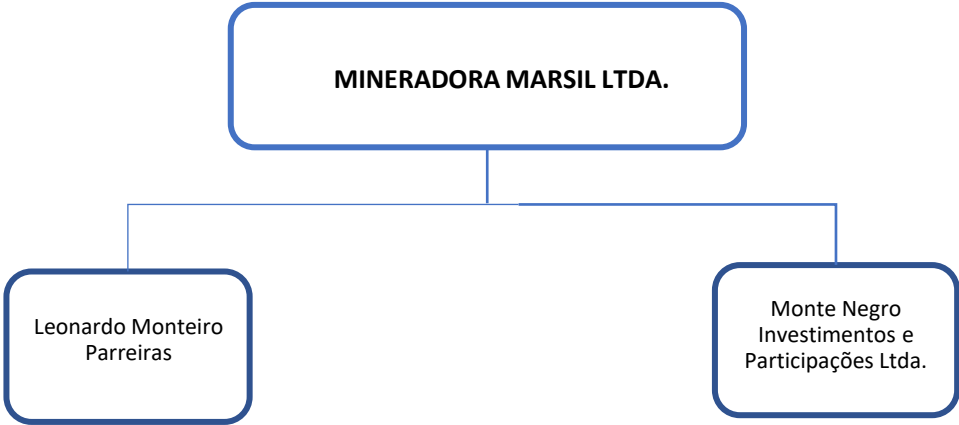 MINERADORA MARSIL LTDA.
Leonardo Monteiro
Parreiras
Monte Negro
Investimentos e
Participações Ltda.